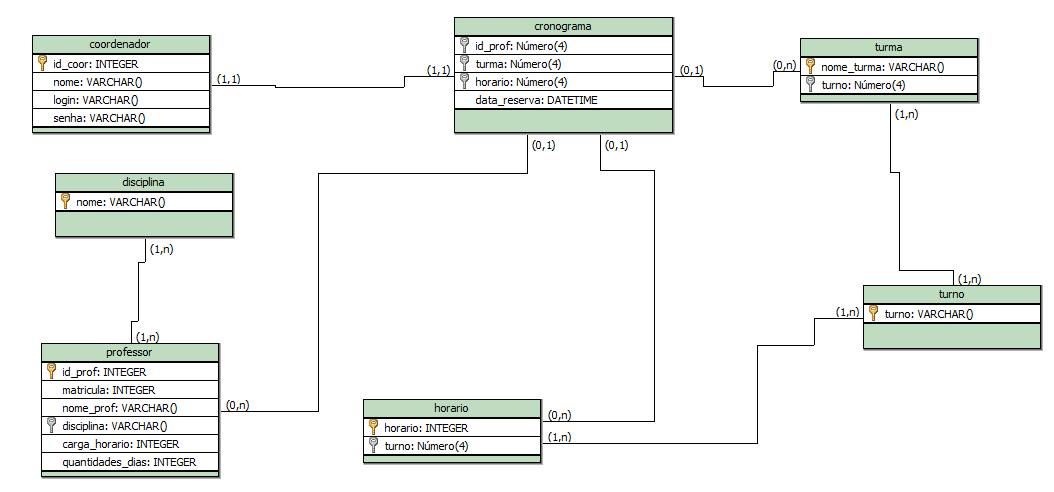 coordenador
id_coor: INTEGER
nome: VARCHAR()
login: VARCHAR()
senha: VARCHAR()
(1,1)
(1,1)
cronograma
id_prof: Número(4)
turma: Número(4)
horario: Número(4)
data_reserva: DATETIME
(0,1)
(0,n)
(0,1)
(0,1)
turma
nome_turma: VARCHAR()
turno: Número(4)
(1,n)
(1,n)
disciplina
nome: VARCHAR()
(1,n)
(1,n)
turno
turno: VARCHAR()
(1,n)
professor
id_prof: INTEGER
matricula: INTEGER
nome_prof: VARCHAR()
disciplina: VARCHAR()
carga_horario: INTEGER
quantidades_dias: INTEGER
(0,n)
horario
horario: INTEGER
turno: Número(4)
(0,n)
(1,n)